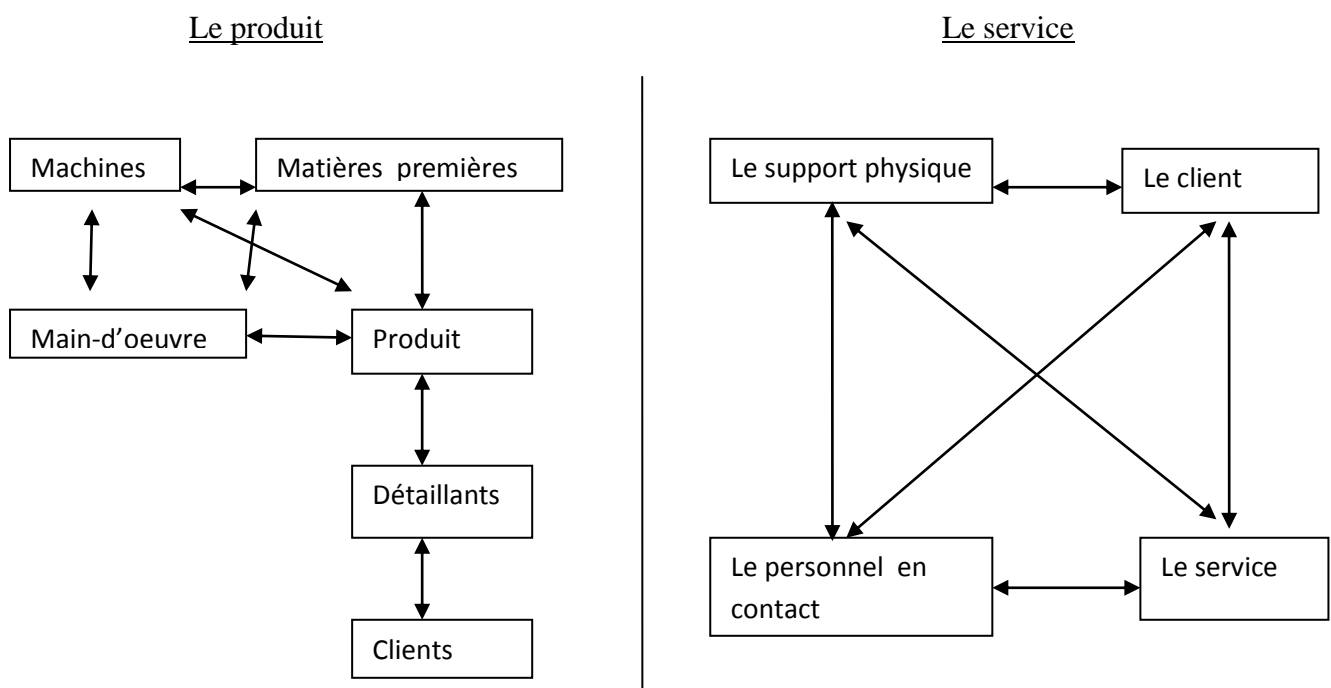 Le produit
Le service
Machines
Matières premières
Main-d'oeuvre
Produit
Détaillants
Clients
Le support physique
Le client
Le personnel en
contact
Le service